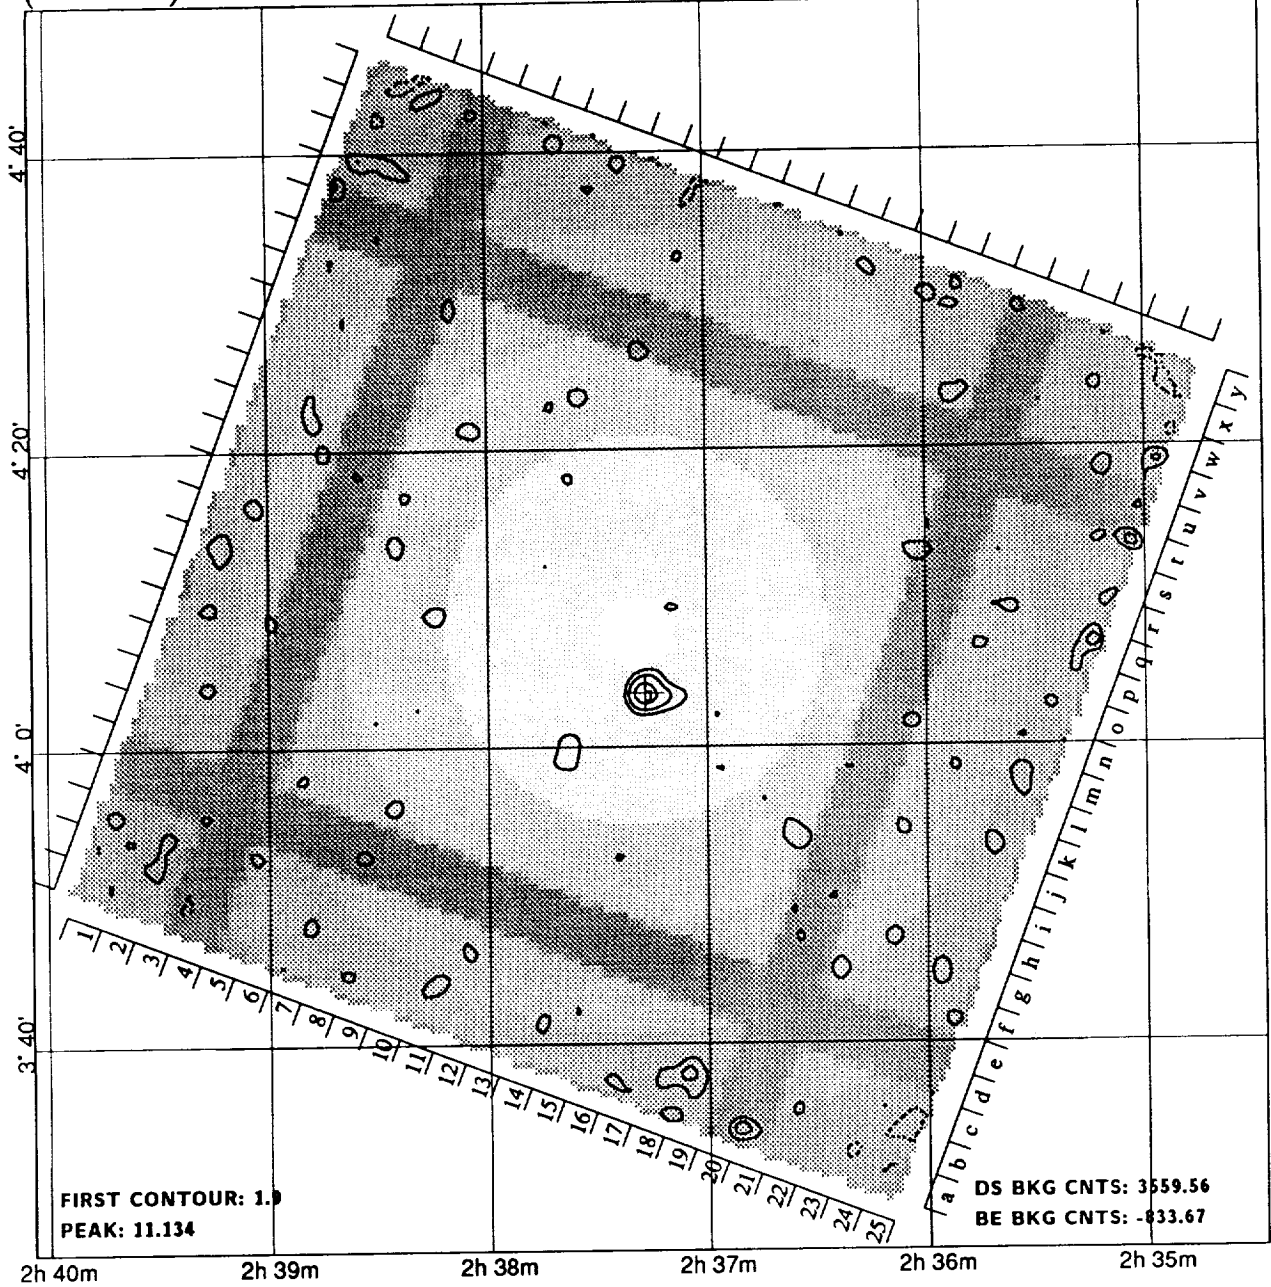 4° 40'
4° 20'
4° 0'
3° 40'
1 2 3 4 5 6 7 8 9 10 11 12 13 14 15 16 17 18 19 20 21 22 23 24 25
a b c d e f g h i j k l m n o p q r s t u v w x y
FIRST CONTOUR: 1.0
PEAK: 11.134
DS BKG CNTS: 3559.56
BE BKG CNTS: -833.67
2h 40m 2h 39m 2h 38m 2h 37m 2h 36m 2h 35m